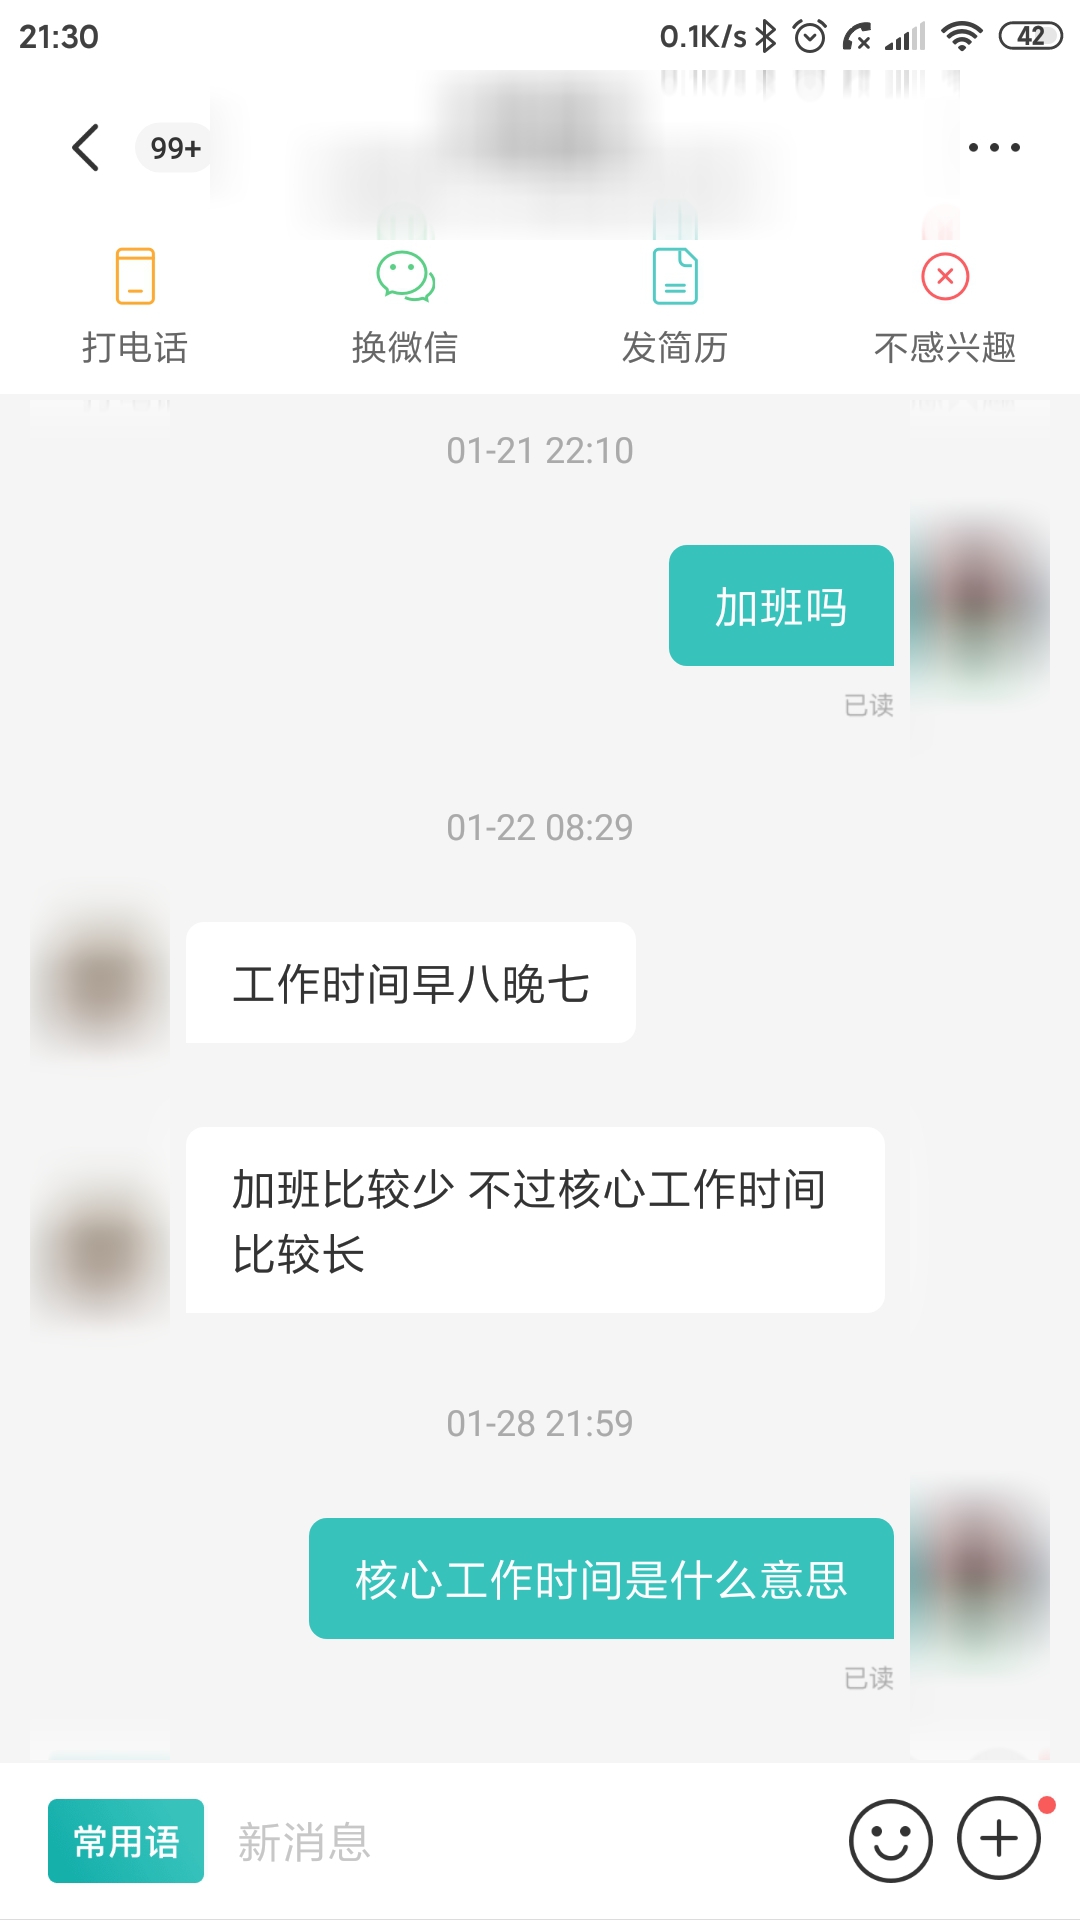 21:30
0.1K/s
42
99+
打电话
换微信
发简历
不感兴趣
01-21 22:10
加班吗
已读
01-22 08:29
工作时间早八晚七
加班比较少 不过核心工作时间
比较长
01-28 21:59
核心工作时间是什么意思
已读
常用语
新消息